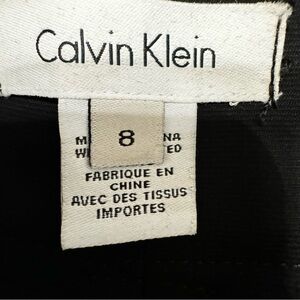 Calvin Klein
8
FABRIQUE EN
CHINE
AVEC DES TISSUS
IMPORTES